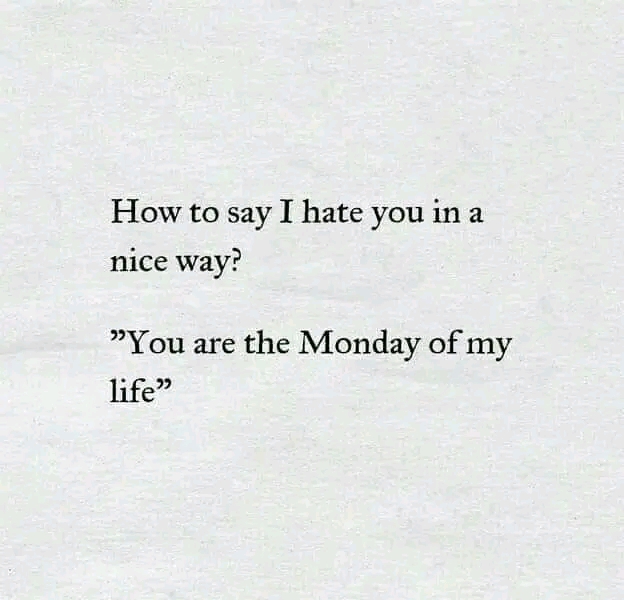 How to say I hate you in a
nice way?
”You are the Monday of my
life”